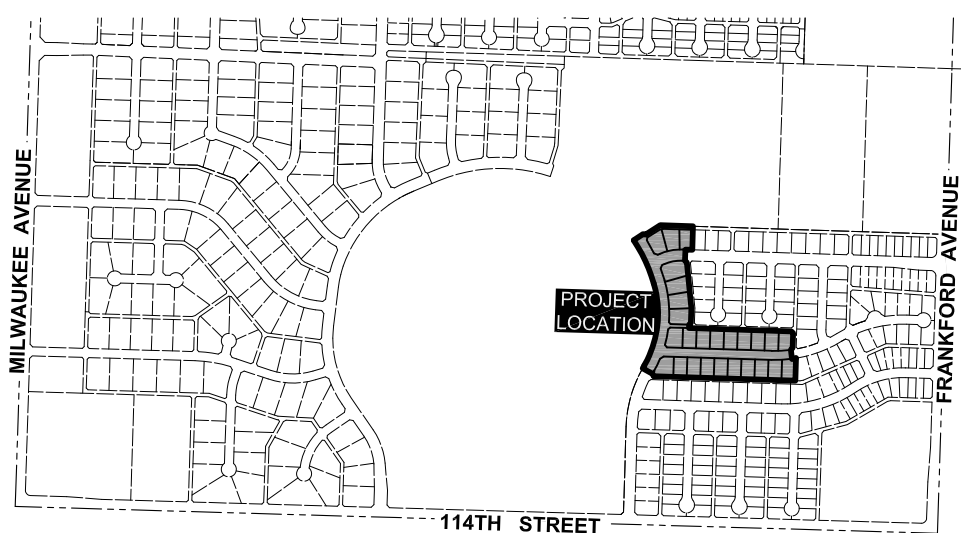 MILWAUKEE AVENUE
PROJECT
LOCATION
FRANKFORD AVENUE
114TH STREET